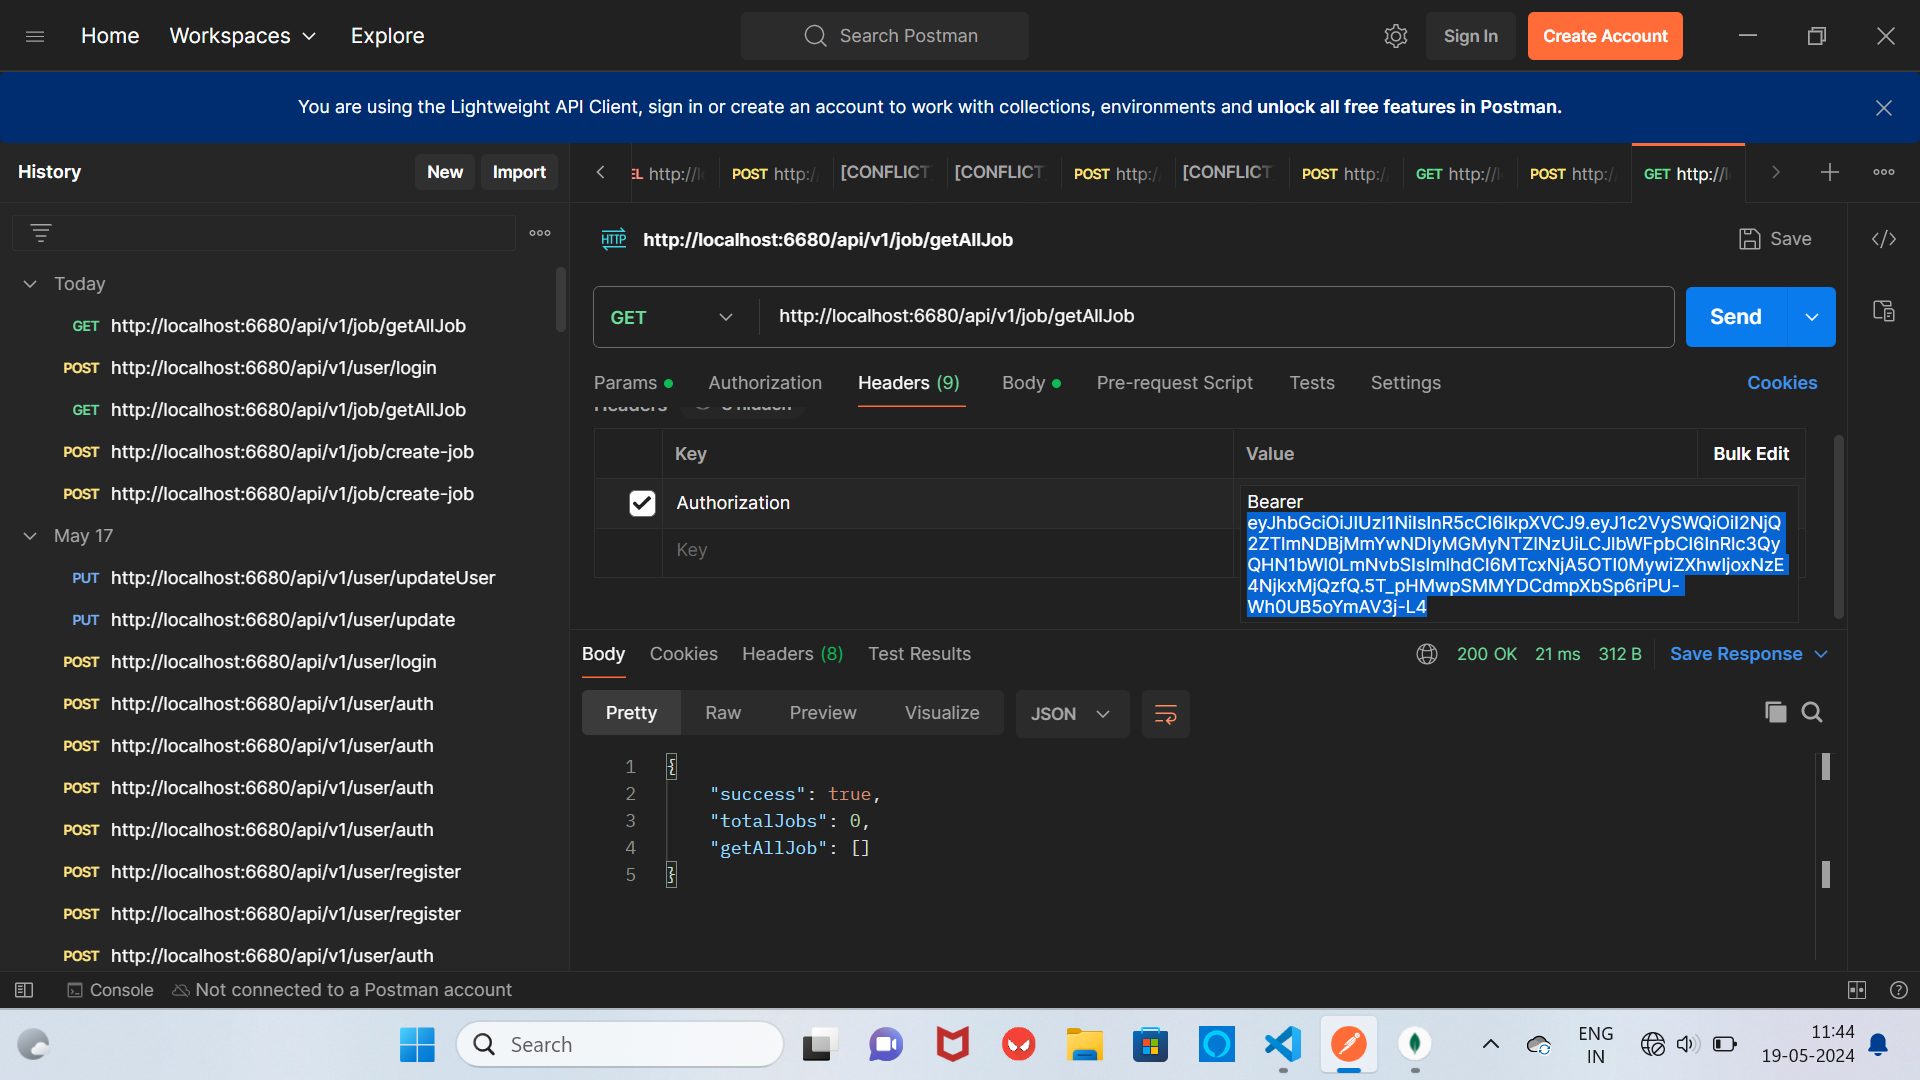 Home Workspaces Explore Search Postman Sign In Create Account
You are using the Lightweight API Client, sign in or create an account to work with collections, environments and unlock all free features in Postman.
History New Import
EL http://l POST http:/ [CONFLICT [CONFLICT POST http:/ [CONFLICT POST http:/ GET http://l POST http:/ GET http://l
HTTP http://localhost:6680/api/v1/job/getAllJob Save
Today
GET http://localhost:6680/api/v1/job/getAllJob
POST http://localhost:6680/api/v1/user/login
GET http://localhost:6680/api/v1/job/getAllJob
POST http://localhost:6680/api/v1/job/create-job
POST http://localhost:6680/api/v1/job/create-job
May 17
PUT http://localhost:6680/api/v1/user/updateUser
PUT http://localhost:6680/api/v1/user/update
POST http://localhost:6680/api/v1/user/login
POST http://localhost:6680/api/v1/user/auth
POST http://localhost:6680/api/v1/user/auth
POST http://localhost:6680/api/v1/user/auth
POST http://localhost:6680/api/v1/user/auth
POST http://localhost:6680/api/v1/user/register
POST http://localhost:6680/api/v1/user/register
POST http://localhost:6680/api/v1/user/auth
GET http://localhost:6680/api/v1/job/getAllJob Send
Params Authorization Headers (9) Body Pre-request Script Tests Settings Cookies
Key Value Bulk Edit
Authorization
Key
Bearer
eyJhbGciOiJIUzI1NiIsInR5cCI6IkpXVCJ9.eyJ1c2VySWQiOiI2NjQ
2ZTlmNDBjMmYwNDIyMGMyNTZlNzUiLCJlbWFpbCI6InRlc3Qy
QHN1bWl0LmNvbSIsImlhdCI6MTcxNjA5OTI0MywiZXhwIjoxNzE
4NjkxMjQzfQ.5T_pHMwpSMMYDCdmpXbSp6riPU-
Wh0UB5oYmAV3j-L4
Body Cookies Headers (8) Test Results 200 OK 21 ms 312 B Save Response
Pretty Raw Preview Visualize JSON
1 {
2 "success": true,
3 "totalJobs": 0,
4 "getAllJob": []
5 }
Console Not connected to a Postman account
Search ENG 11:44
IN 19-05-2024